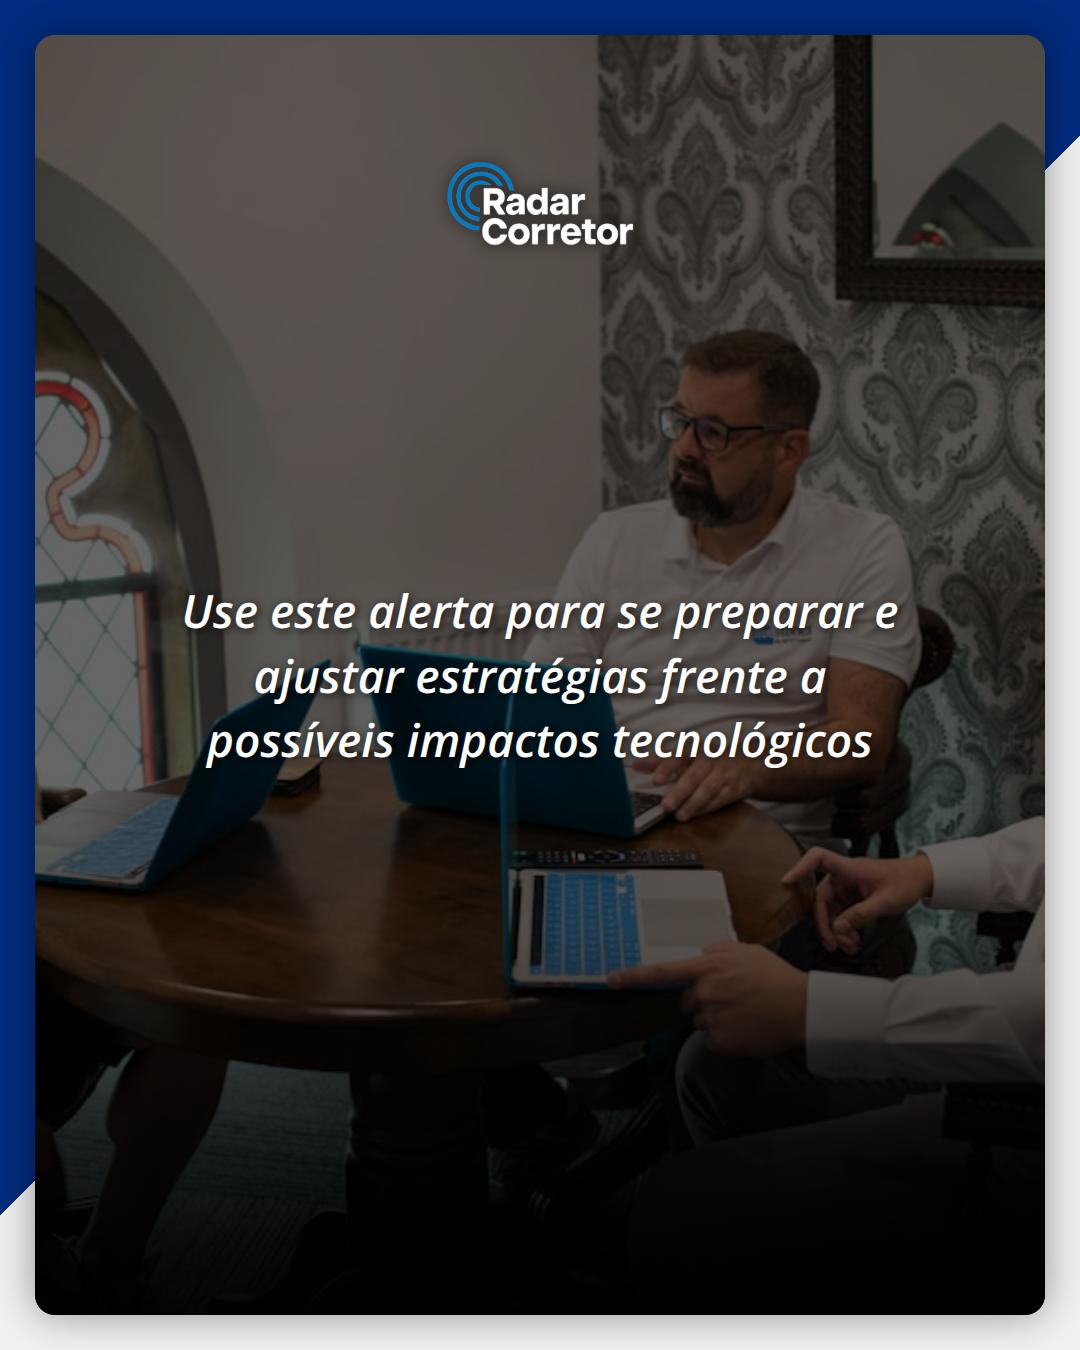 Radar
Corretor
Use este alerta para se preparar e
ajustar estratégias frente a
possíveis impactos tecnológicos